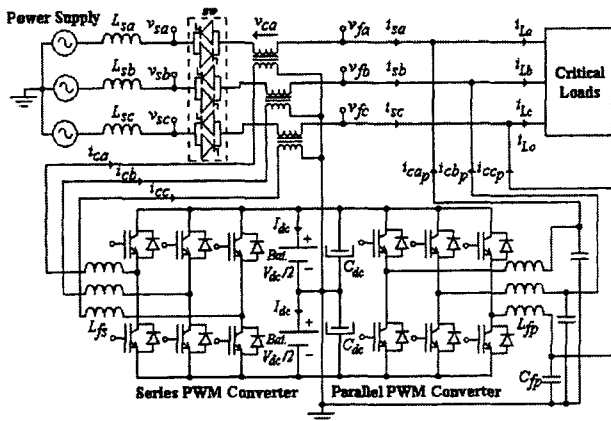 Power Supply
sw
L_sa
v_sa
v_ca
v_fa
i_sa
i_La
L_sb
v_sb
v_fb
i_sb
i_Lb
Critical
Loads
L_sc
v_sc
v_fc
i_sc
i_Lc
i_Lo
i_ca
i_cb
i_cc
i_cap
i_cbp
i_ccp
I_dc
+
Bat.
V_dc/2
−
C_dc
L_fs
I_dc
+
Bat.
V_dc/2
−
C_dc
L_fp
C_fp
Series PWM Converter
Parallel PWM Converter